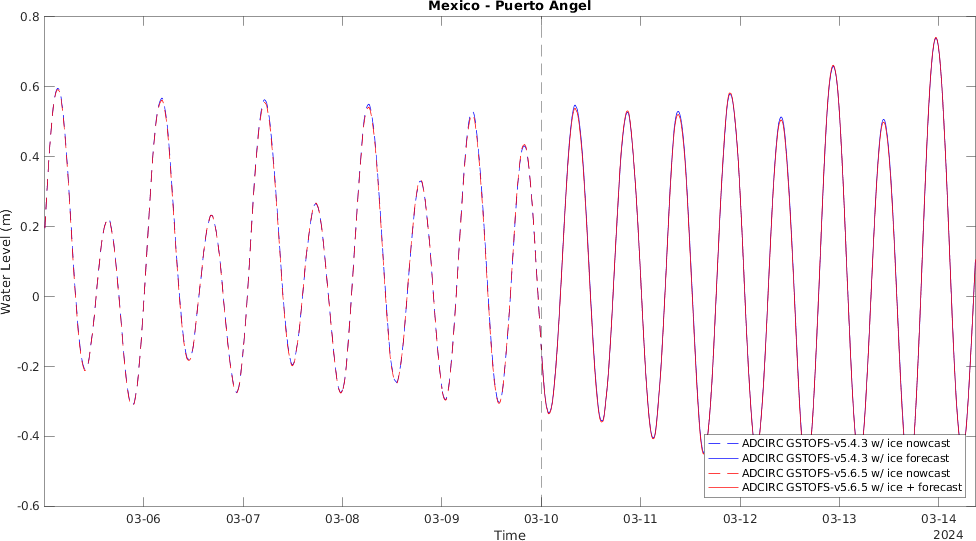 Mexico - Puerto Angel
Water Level (m)
0.8
0.6
0.4
0.2
0
-0.2
-0.4
-0.6
ADCIRC GSTOFS-v5.4.3 w/ ice nowcast
ADCIRC GSTOFS-v5.4.3 w/ ice forecast
ADCIRC GSTOFS-v5.6.5 w/ ice nowcast
ADCIRC GSTOFS-v5.6.5 w/ ice + forecast
03-06 03-07 03-08 03-09 03-10 03-11 03-12 03-13 03-14
Time
2024